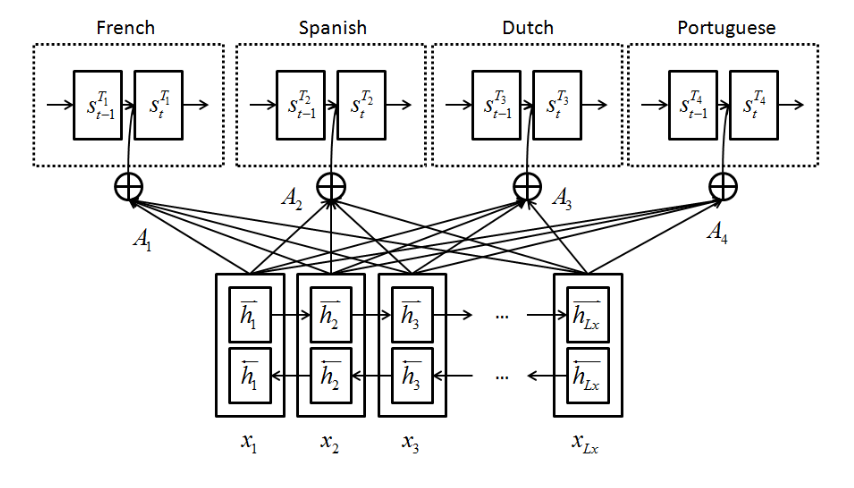 French Spanish Dutch Portuguese
$s_{t-1}^{T_1}$ $s_t^{T_1}$ $s_{t-1}^{T_2}$ $s_t^{T_2}$ $s_{t-1}^{T_3}$ $s_t^{T_3}$ $s_{t-1}^{T_4}$ $s_t^{T_4}$
$A_1$ $A_2$ $A_3$ $A_4$
$\overrightarrow{h_1}$ $\overrightarrow{h_2}$ $\overrightarrow{h_3}$ ... $\overrightarrow{h_{Lx}}$
$\overleftarrow{h_1}$ $\overleftarrow{h_2}$ $\overleftarrow{h_3}$ ... $\overleftarrow{h_{Lx}}$
$x_1$ $x_2$ $x_3$ $x_{Lx}$